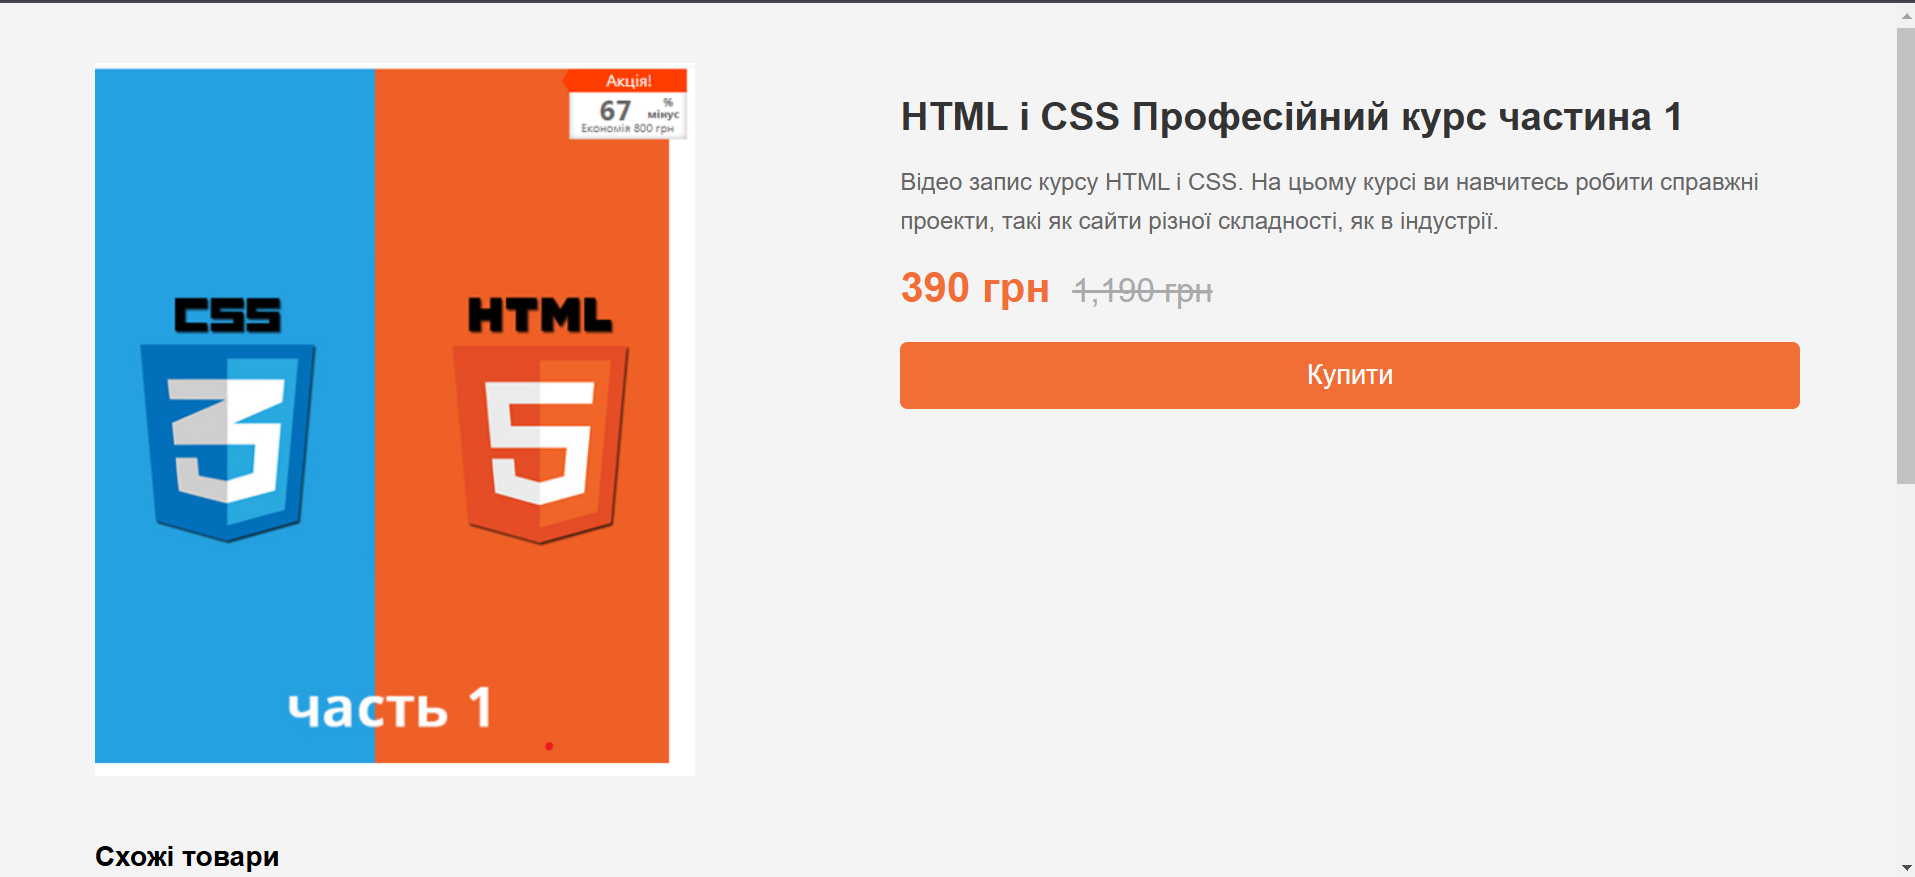 Акція!
67 % мінус
Економія 800 грн
CSS
HTML
3
5
часть 1
HTML і CSS Професійний курс частина 1
Відео запис курсу HTML і CSS. На цьому курсі ви навчитесь робити справжні
проекти, такі як сайти різної складності, як в індустрії.
390 грн 1,190 грн
Купити
Схожі товари